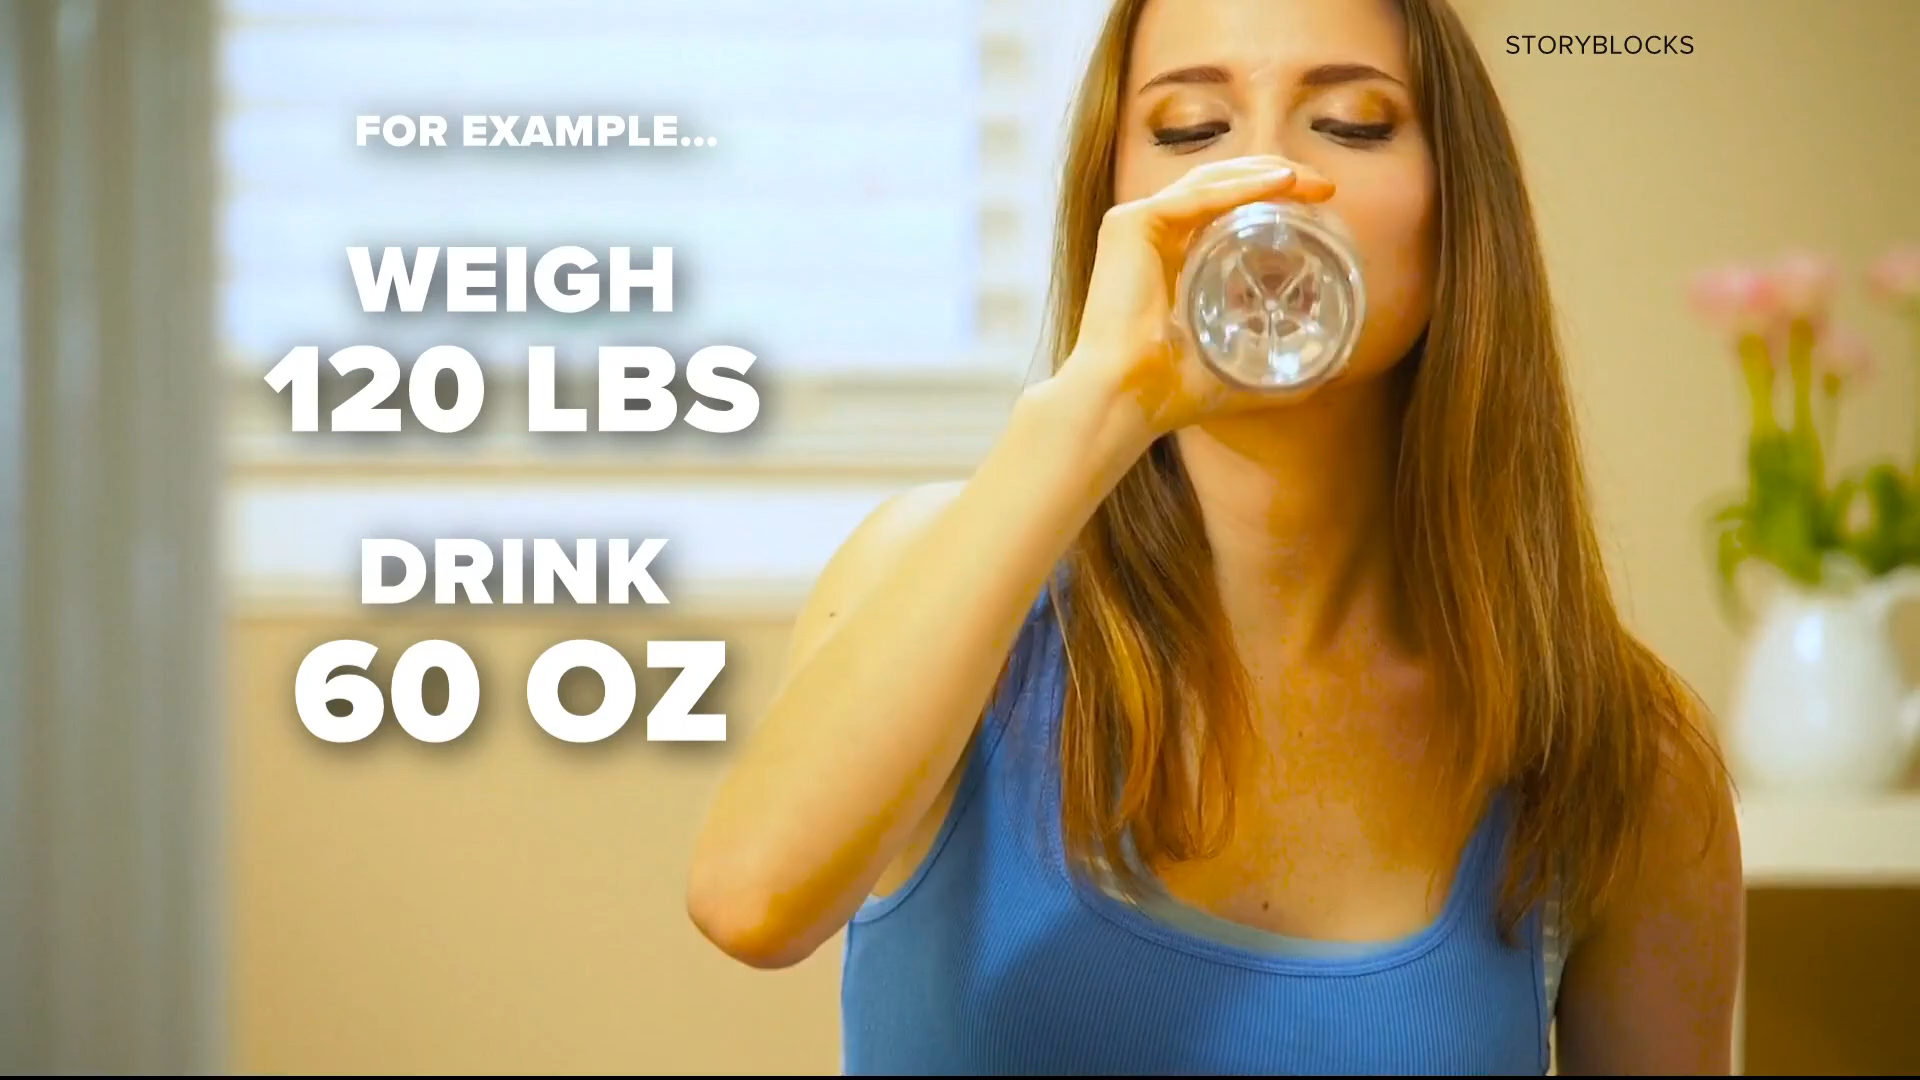 STORYBLOCKS
FOR EXAMPLE...
WEIGH
120 LBS
DRINK
60 OZ